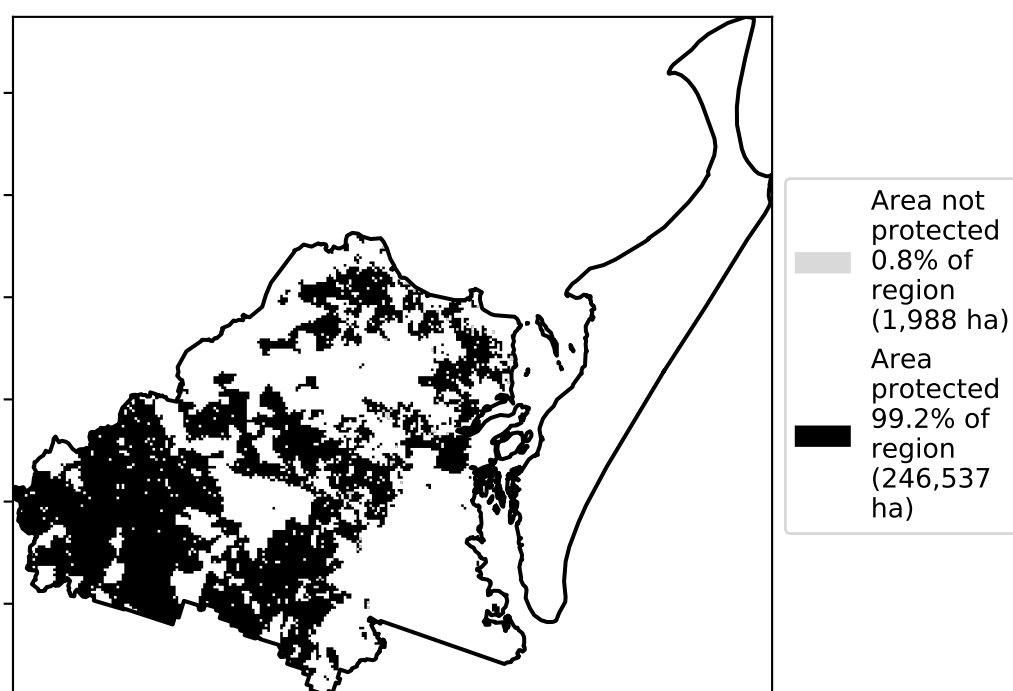 Area not
protected
0.8% of
region
(1,988 ha)
Area
protected
99.2% of
region
(246,537
ha)